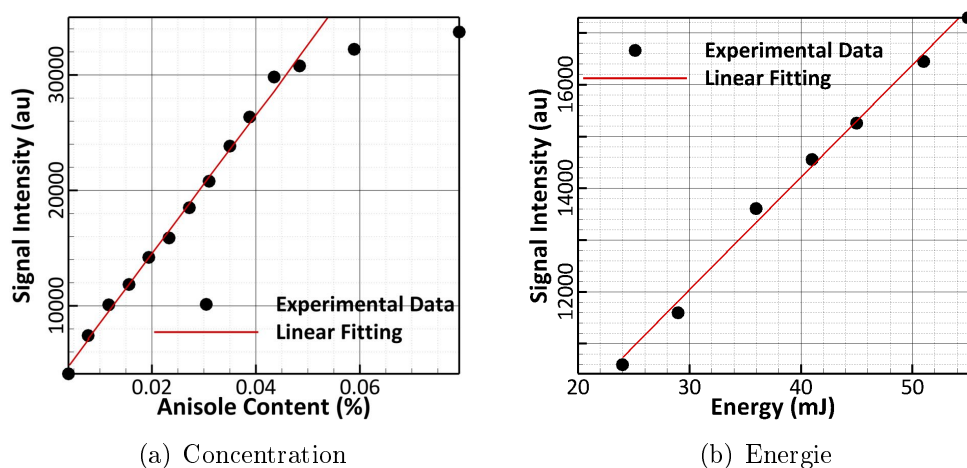 Signal Intensity (au)
30000
20000
10000
Experimental Data
Linear Fitting
0.02
0.04
0.06
Anisole Content (%)
(a) Concentration
Signal Intensity (au)
16000
14000
12000
Experimental Data
Linear Fitting
20
30
40
50
Energy (mJ)
(b) Energie